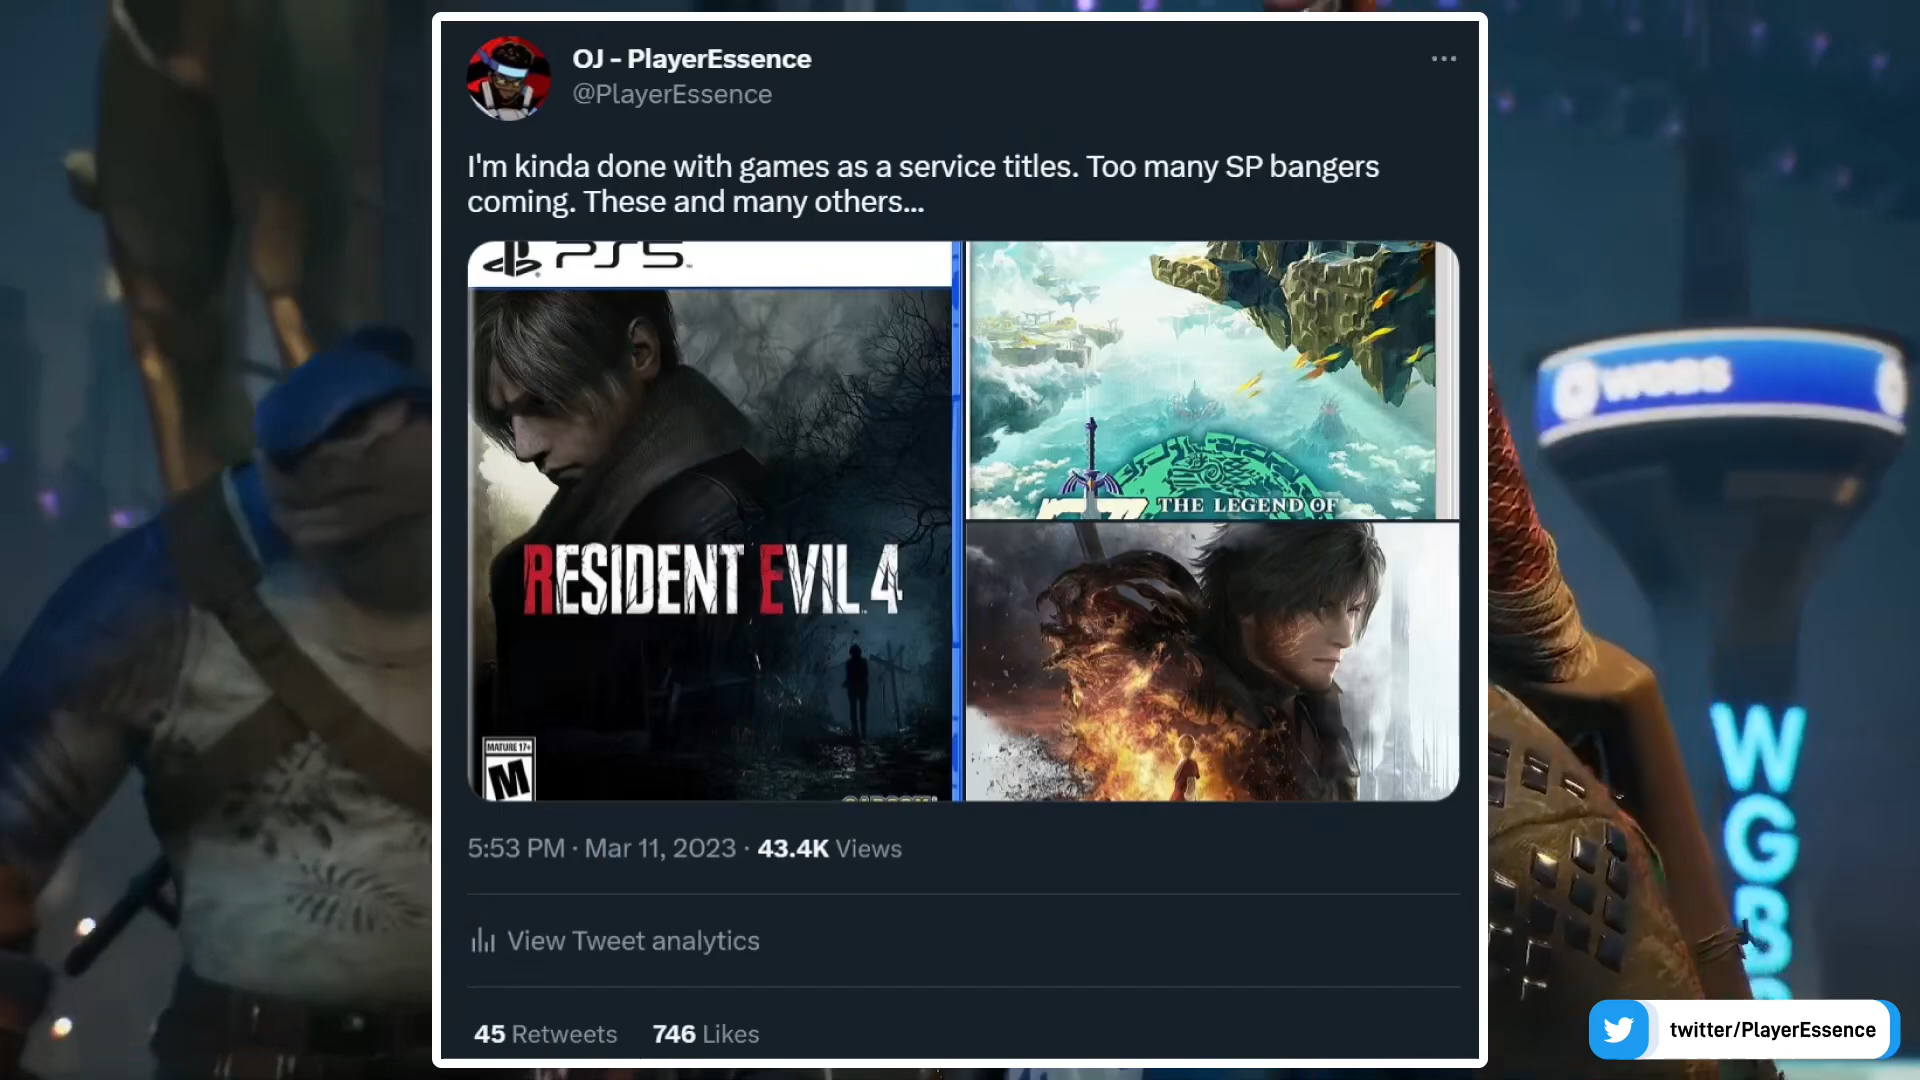 OJ - PlayerEssence
@PlayerEssence
I'm kinda done with games as a service titles. Too many SP bangers
coming. These and many others...
PS5
RESIDENT EVIL 4
MATURE 17+
M
THE LEGEND OF
5:53 PM · Mar 11, 2023 · 43.4K Views
View Tweet analytics
45 Retweets 746 Likes
WGBS
WGB
twitter/PlayerEssence